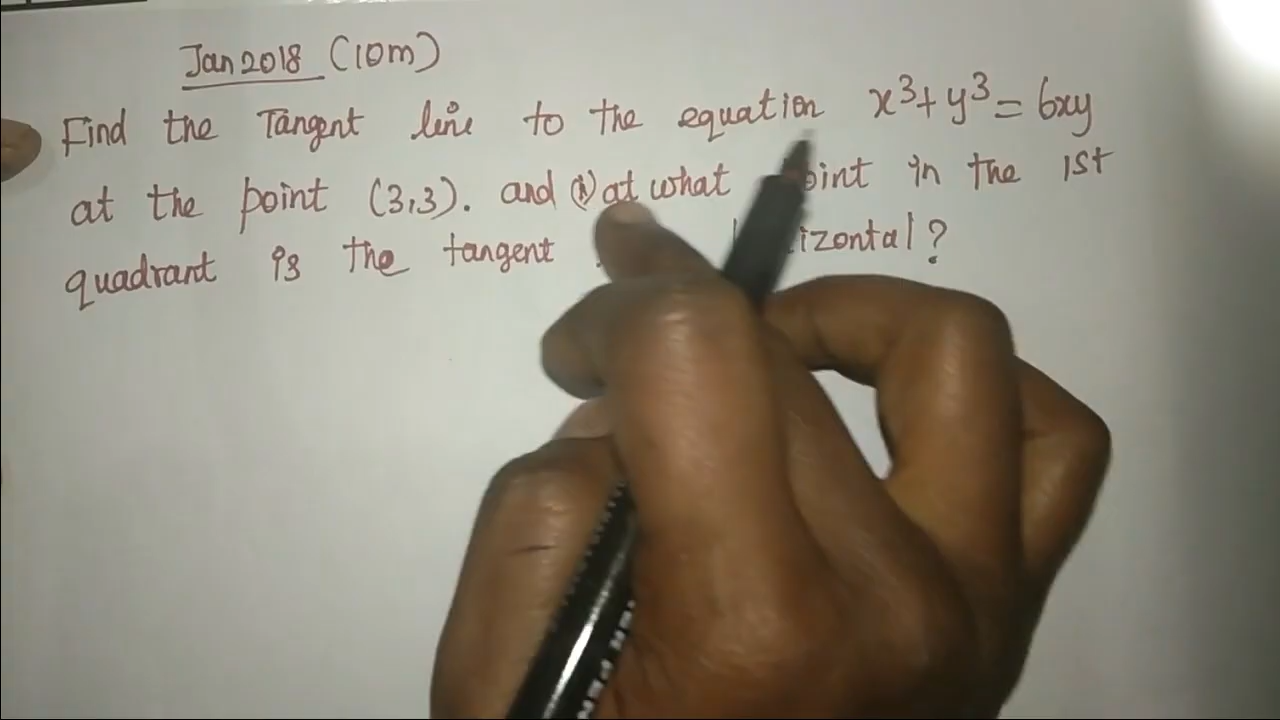 Jan 2018 (10m)
Find the Tangent line to the equation x³+y³=6xy
at the point (3,3). and at what point in the 1st
quadrant is the tangent horizontal?